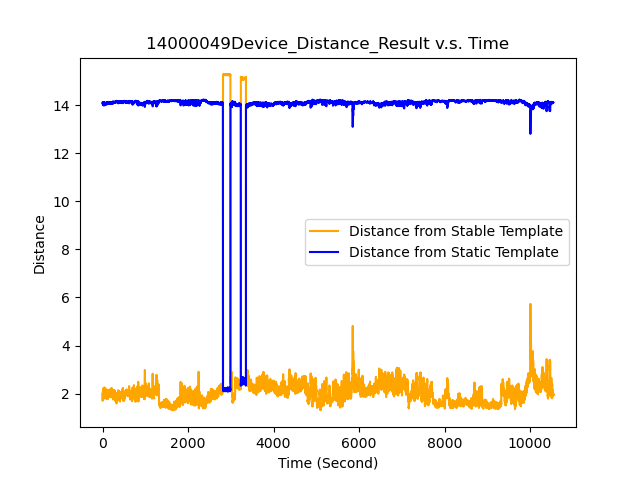 14000049Device_Distance_Result v.s. Time
14
12
10
8
6
4
2
Distance
Distance from Stable Template
Distance from Static Template
0 2000 4000 6000 8000 10000
Time (Second)